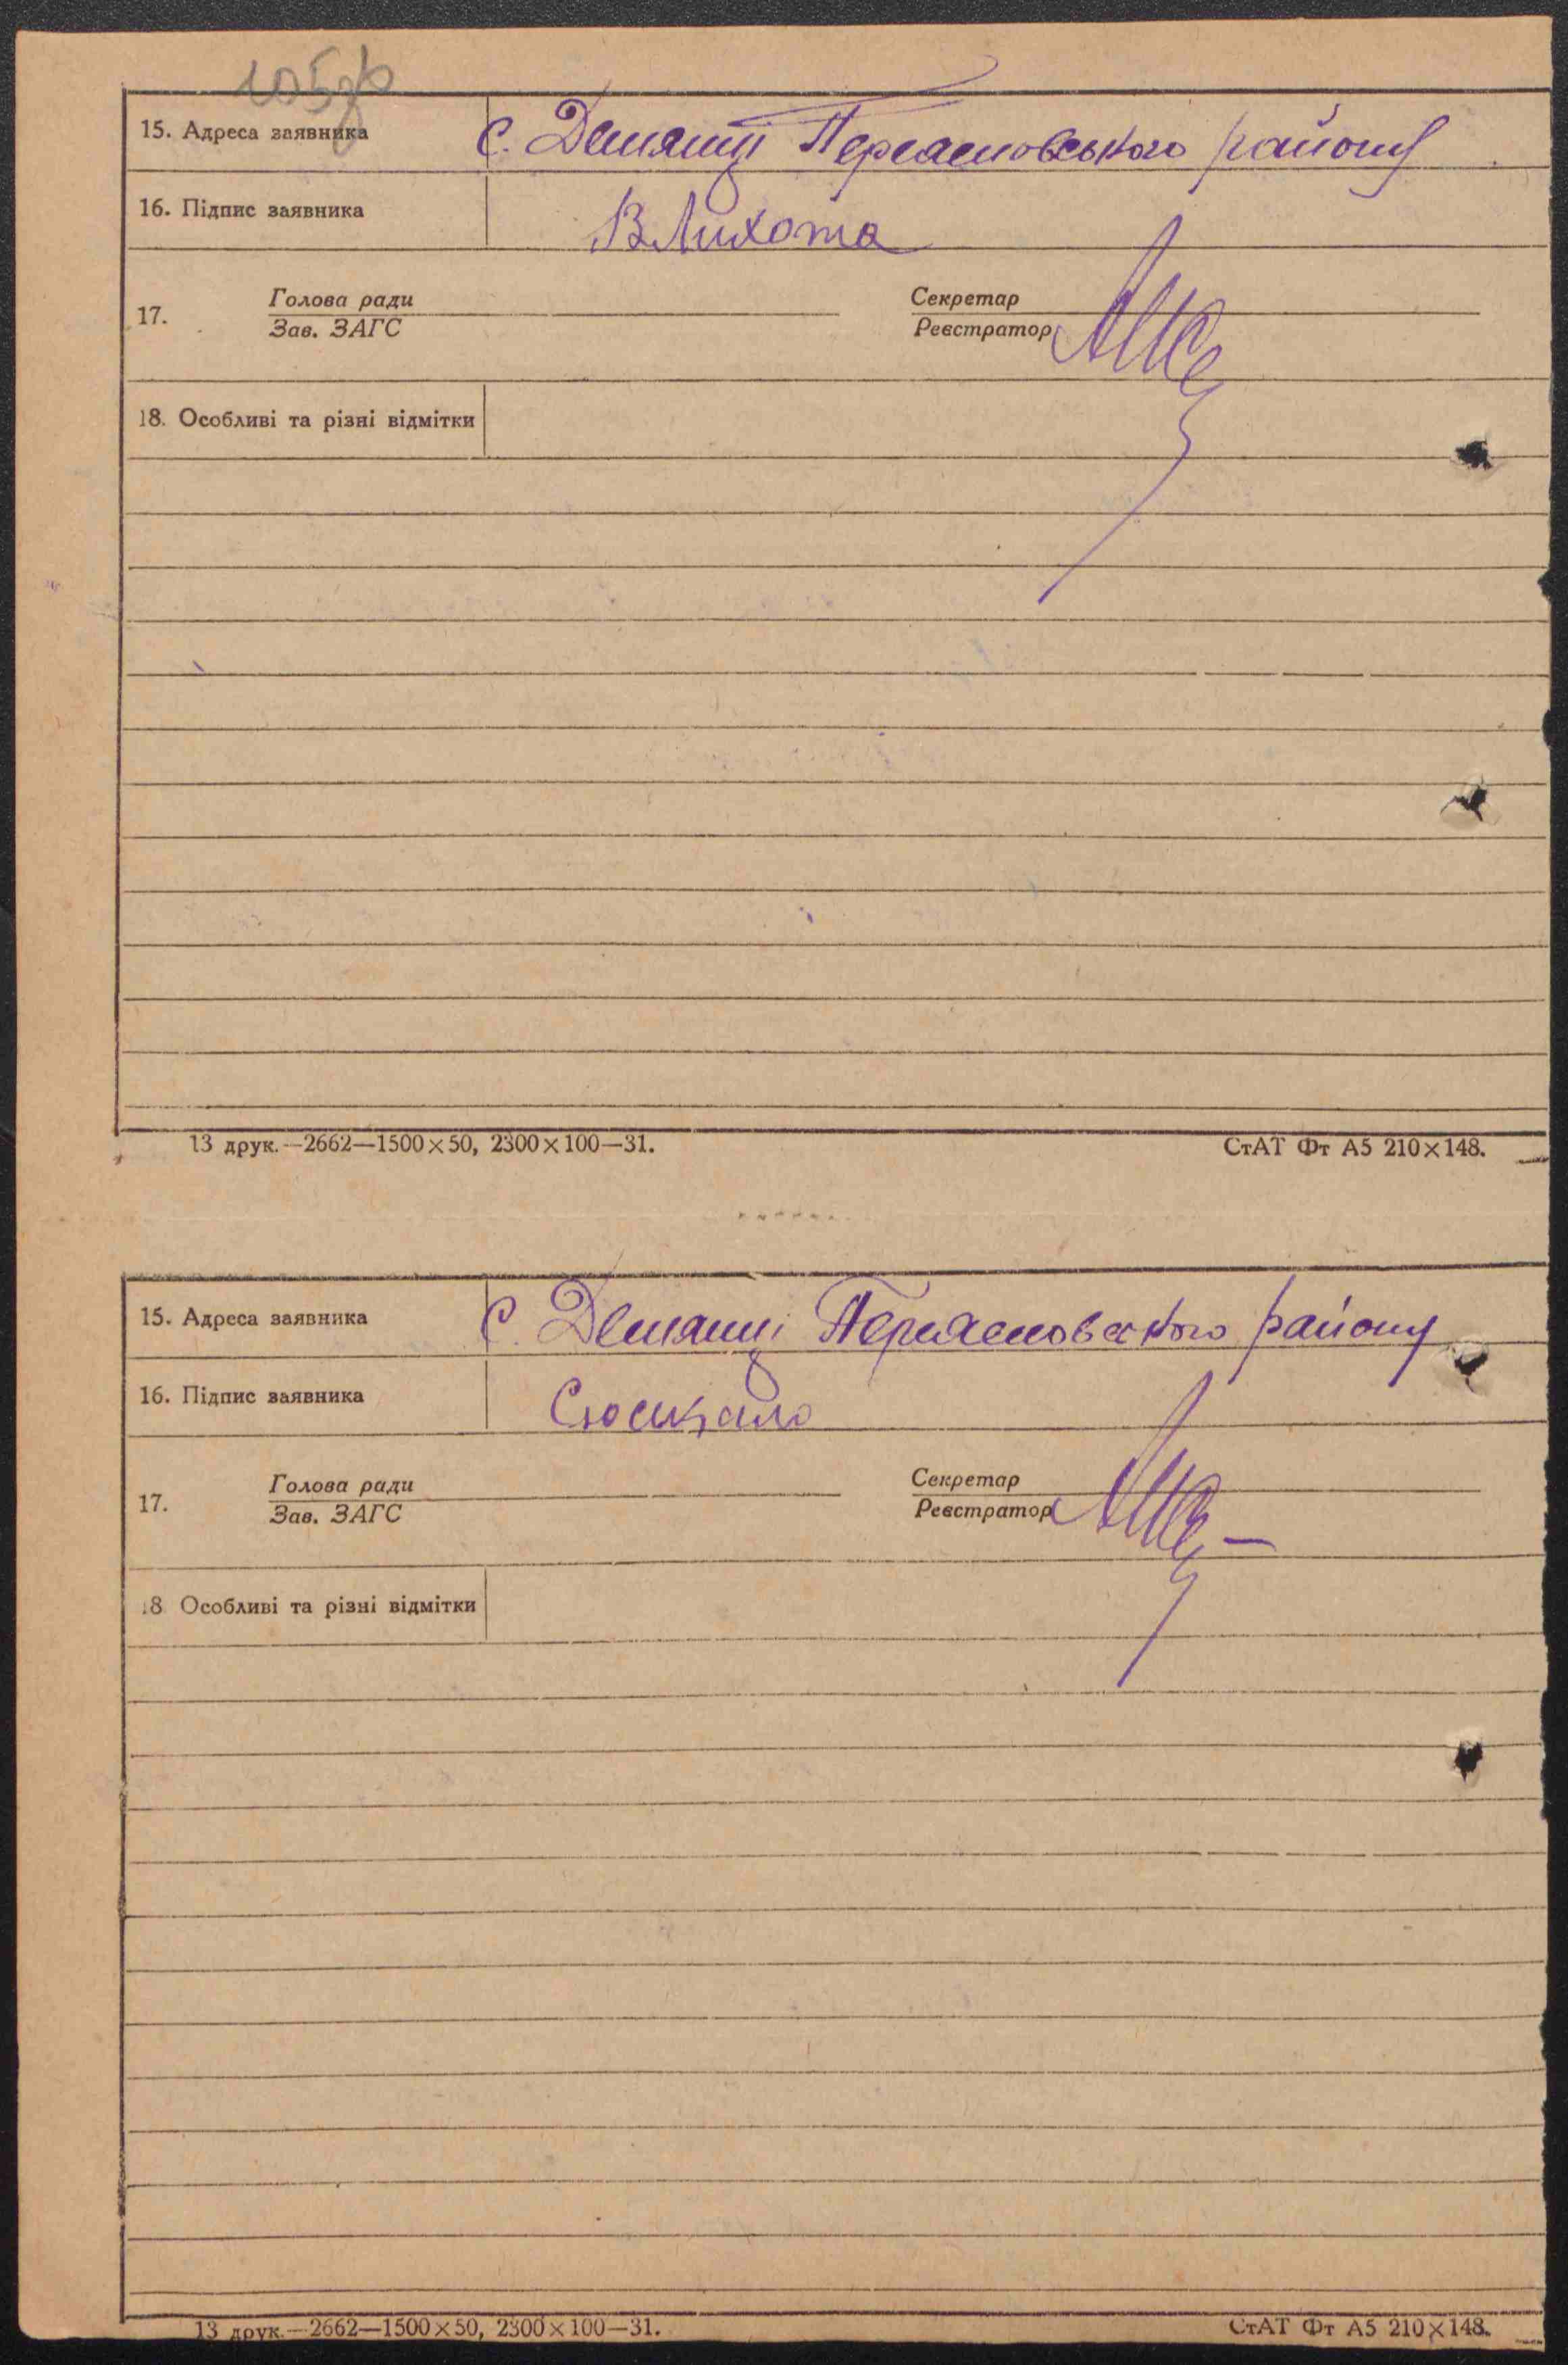 105зв
15. Адреса заявника с. Демянці Переяславського району
16. Підпис заявника ВЛихота
Голова ради Секретар
17.
Зав. ЗАГС Реєстратор
18. Особливі та різні відмітки
13 друк.—2662—1500×50, 2300×100—31. СтАТ Фт А5 210×148.
15. Адреса заявника с. Демянці Переяславського району
16. Підпис заявника
Голова ради Секретар
17.
Зав. ЗАГС Реєстратор
18 Особливі та різні відмітки
13 друк.—2662—1500×50, 2300×100—31. СтАТ Фт А5 210×148.